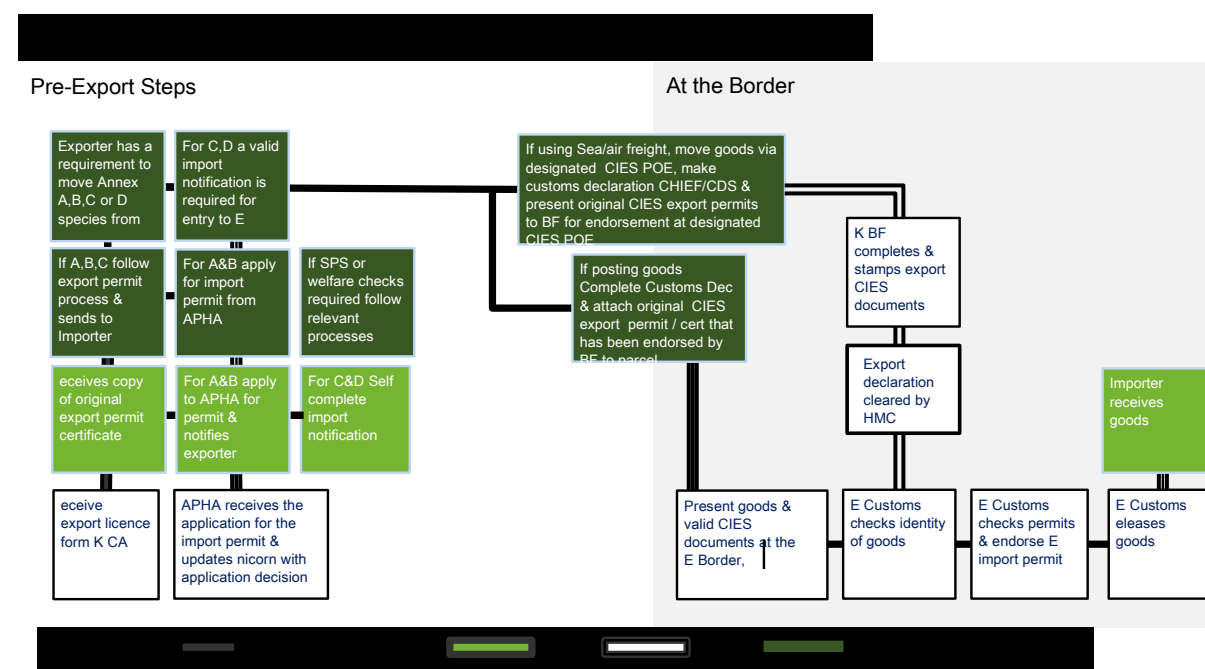 Pre-Export Steps
At the Border
Exporter has a
requirement to
move Annex
A,B,C or D
species from
For C,D a valid
import
notification is
required for
entry to E
If using Sea/air freight, move goods via
designated CIES POE, make
customs declaration CHIEF/CDS &
present original CIES export permits
to BF for endorsement at designated
CIES POE
K BF
completes &
stamps export
CIES
documents
If A,B,C follow
export permit
process &
sends to
Importer
For A&B apply
for import
permit from
APHA
If SPS or
welfare checks
required follow
relevant
processes
If posting goods
Complete Customs Dec
& attach original CIES
export permit / cert that
has been endorsed by
BF to parcel
Export
declaration
cleared by
HMC
eceives copy
of original
export permit
certificate
For A&B apply
to APHA for
permit &
notifies
exporter
For C&D Self
complete
import
notification
Importer
receives
goods
eceive
export licence
form K CA
APHA receives the
application for the
import permit &
updates nicorn with
application decision
Present goods &
valid CIES
documents at the
E Border,
E Customs
checks identity
of goods
E Customs
checks permits
& endorse E
import permit
E Customs
eleases
goods